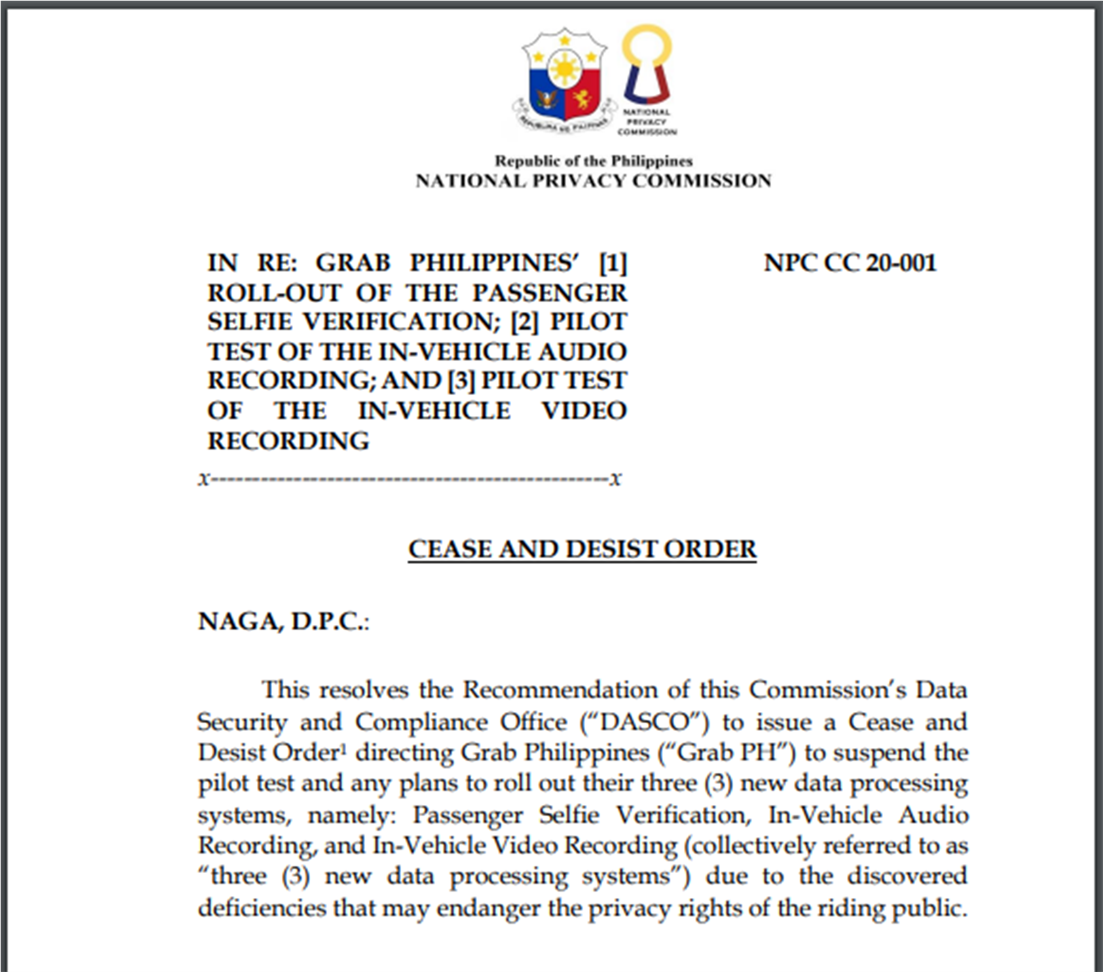 REPUBLIKA NG PILIPINAS
NATIONAL
PRIVACY
COMMISSION
Republic of the Philippines
NATIONAL PRIVACY COMMISSION
IN RE: GRAB PHILIPPINES’ [1]
ROLL-OUT OF THE PASSENGER
SELFIE VERIFICATION; [2] PILOT
TEST OF THE IN-VEHICLE AUDIO
RECORDING; AND [3] PILOT TEST
OF THE IN-VEHICLE VIDEO
RECORDING
NPC CC 20-001
x-------------------------------------------------x
CEASE AND DESIST ORDER
NAGA, D.P.C.:
This resolves the Recommendation of this Commission’s Data
Security and Compliance Office (“DASCO”) to issue a Cease and
Desist Order¹ directing Grab Philippines (“Grab PH”) to suspend the
pilot test and any plans to roll out their three (3) new data processing
systems, namely: Passenger Selfie Verification, In-Vehicle Audio
Recording, and In-Vehicle Video Recording (collectively referred to as
“three (3) new data processing systems”) due to the discovered
deficiencies that may endanger the privacy rights of the riding public.